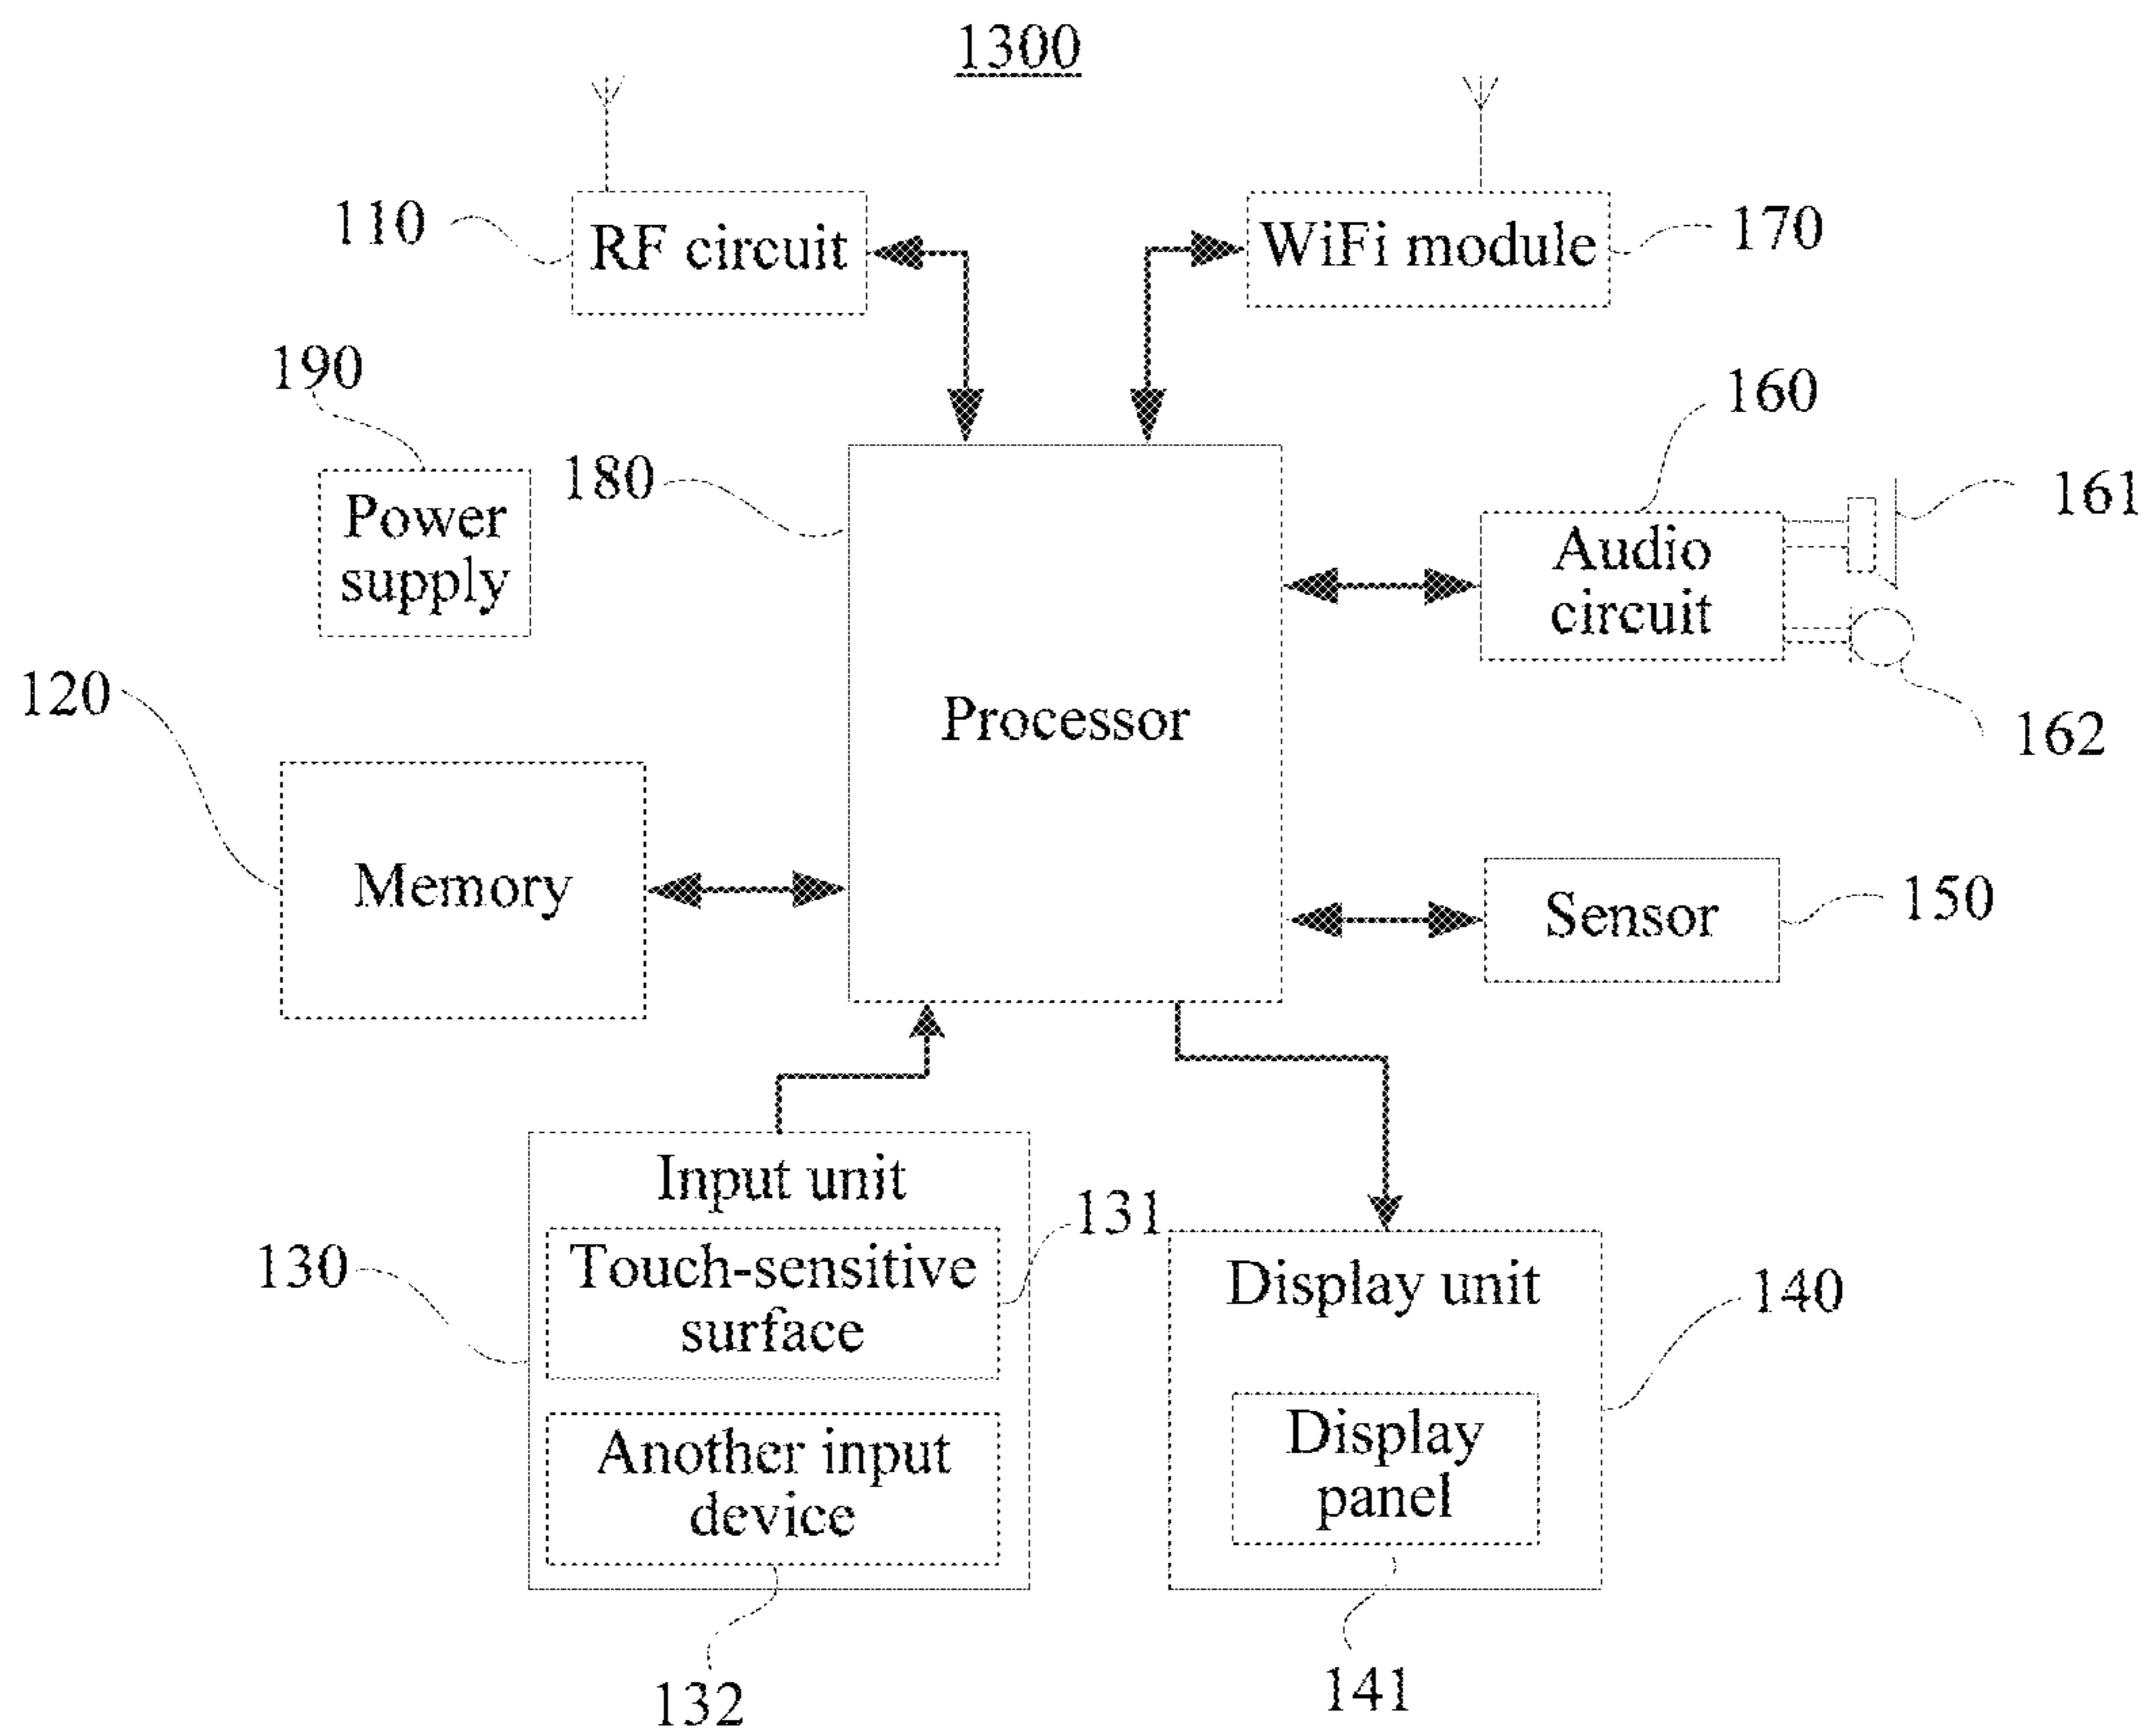 1300
110
RF circuit
WiFi module
170
190
Power
supply
180
160
161
Audio
circuit
162
120
Processor
Memory
Sensor
150
Input unit
131
130
Touch-sensitive
surface
Display unit
140
Another input
device
Display
panel
132
141